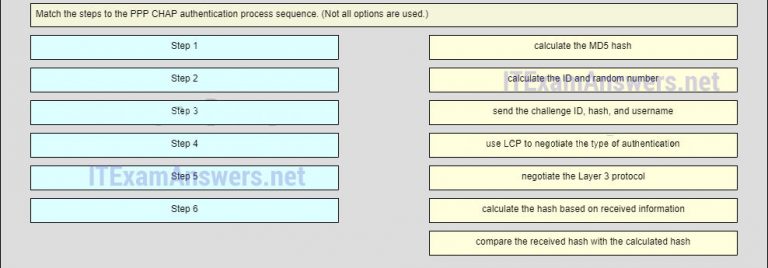 Match the steps to the PPP CHAP authentication process sequence. (Not all options are used.)
Step 1
calculate the MD5 hash
Step 2
calculate the ID and random number
ITExamAnswers.net
Step 3
send the challenge ID, hash, and username
Step 4
use LCP to negotiate the type of authentication
Step 5
ITExamAnswers.net
negotiate the Layer 3 protocol
Step 6
calculate the hash based on received information
compare the received hash with the calculated hash